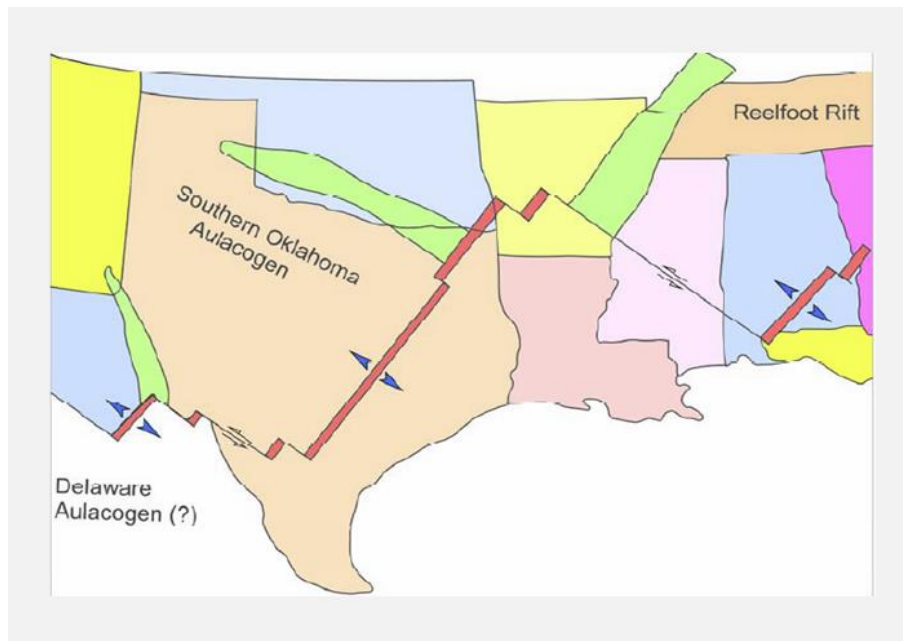 Reelfoot Rift
Southern Oklahoma
Aulacogen
Delaware
Aulacogen (?)